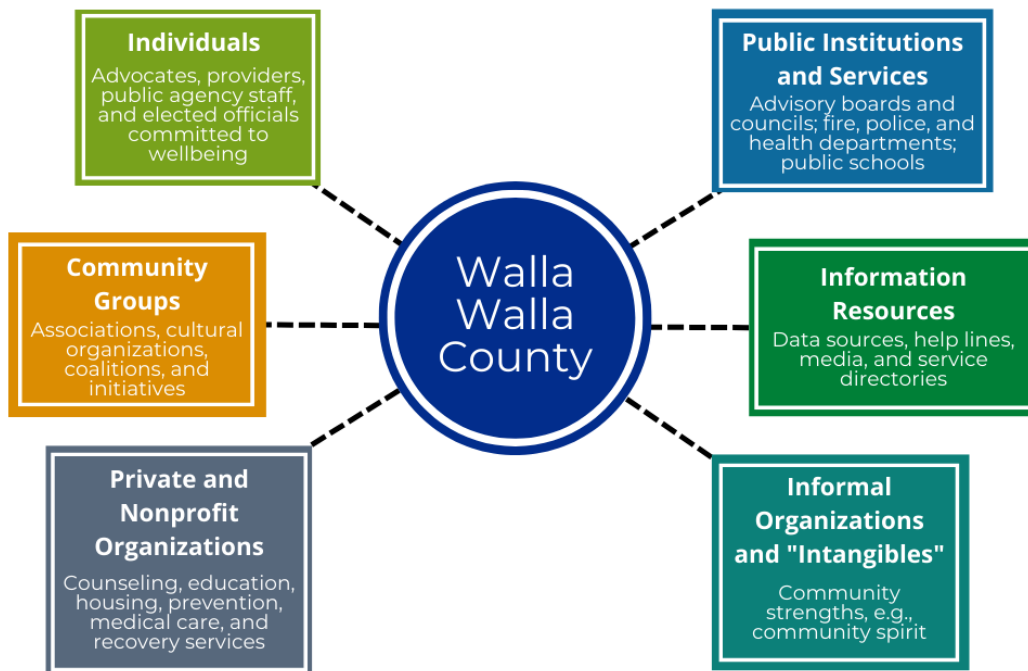 Individuals
Advocates, providers,
public agency staff,
and elected officials
committed to
wellbeing
Public Institutions
and Services
Advisory boards and
councils; fire, police, and
health departments;
public schools
Walla
Walla
County
Community
Groups
Associations, cultural
organizations,
coalitions, and
initiatives
Information
Resources
Data sources, help lines,
media, and service
directories
Private and
Nonprofit
Organizations
Counseling, education,
housing, prevention,
medical care, and
recovery services
Informal
Organizations
and "Intangibles"
Community
strengths, e.g.,
community spirit